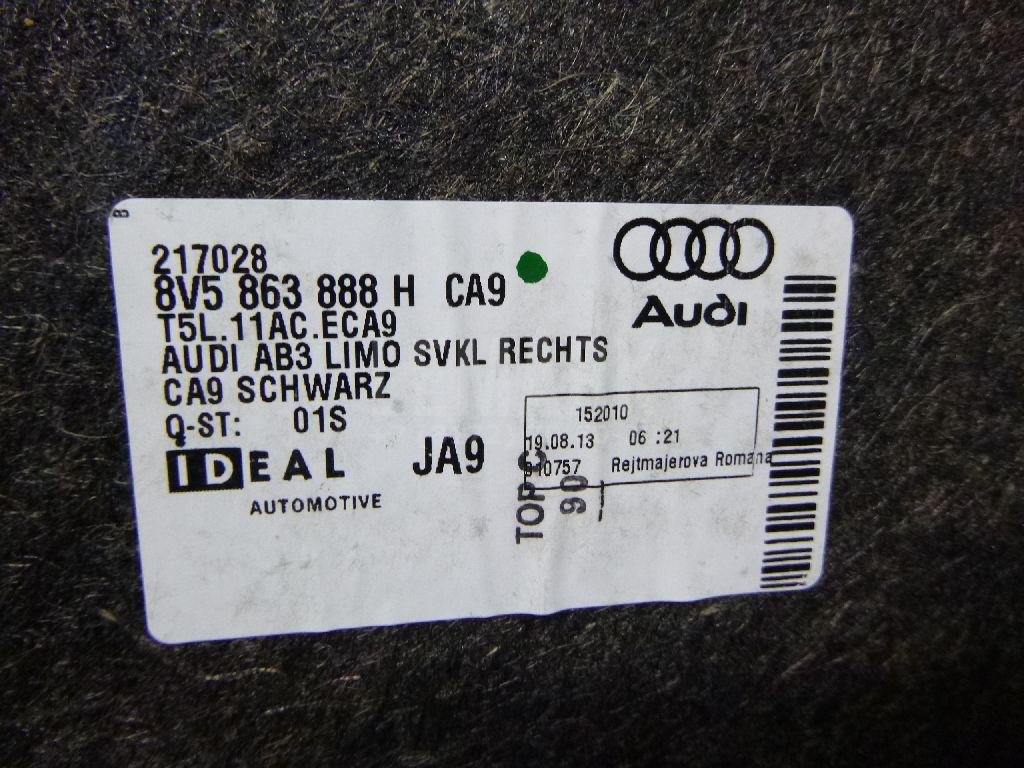 B
217028
8V5 863 888 H CA9
T5L.11AC.ECA9
AUDI AB3 LIMO SVKL RECHTS
CA9 SCHWARZ
Q-ST: 01S
IDEAL
AUTOMOTIVE
JA9
Audi
152010
19.08.13 06:21
Rejtmajerova Romana
TOP C
90